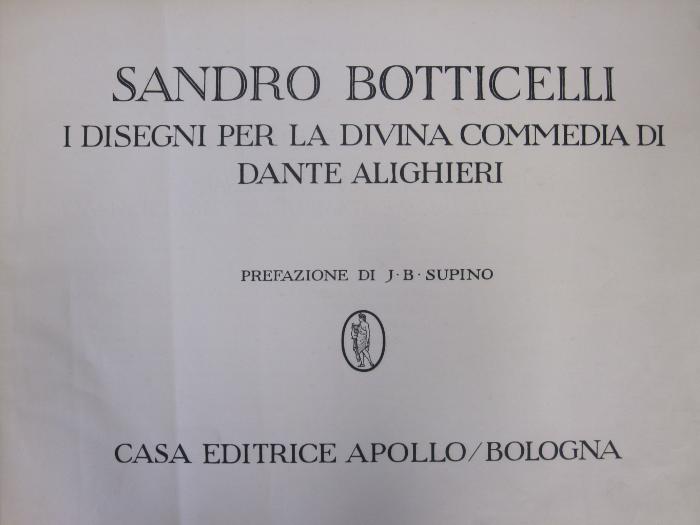 SANDRO BOTTICELLI
I DISEGNI PER LA DIVINA COMMEDIA DI
DANTE ALIGHIERI
PREFAZIONE DI J·B·SUPINO
CASA EDITRICE APOLLO/BOLOGNA